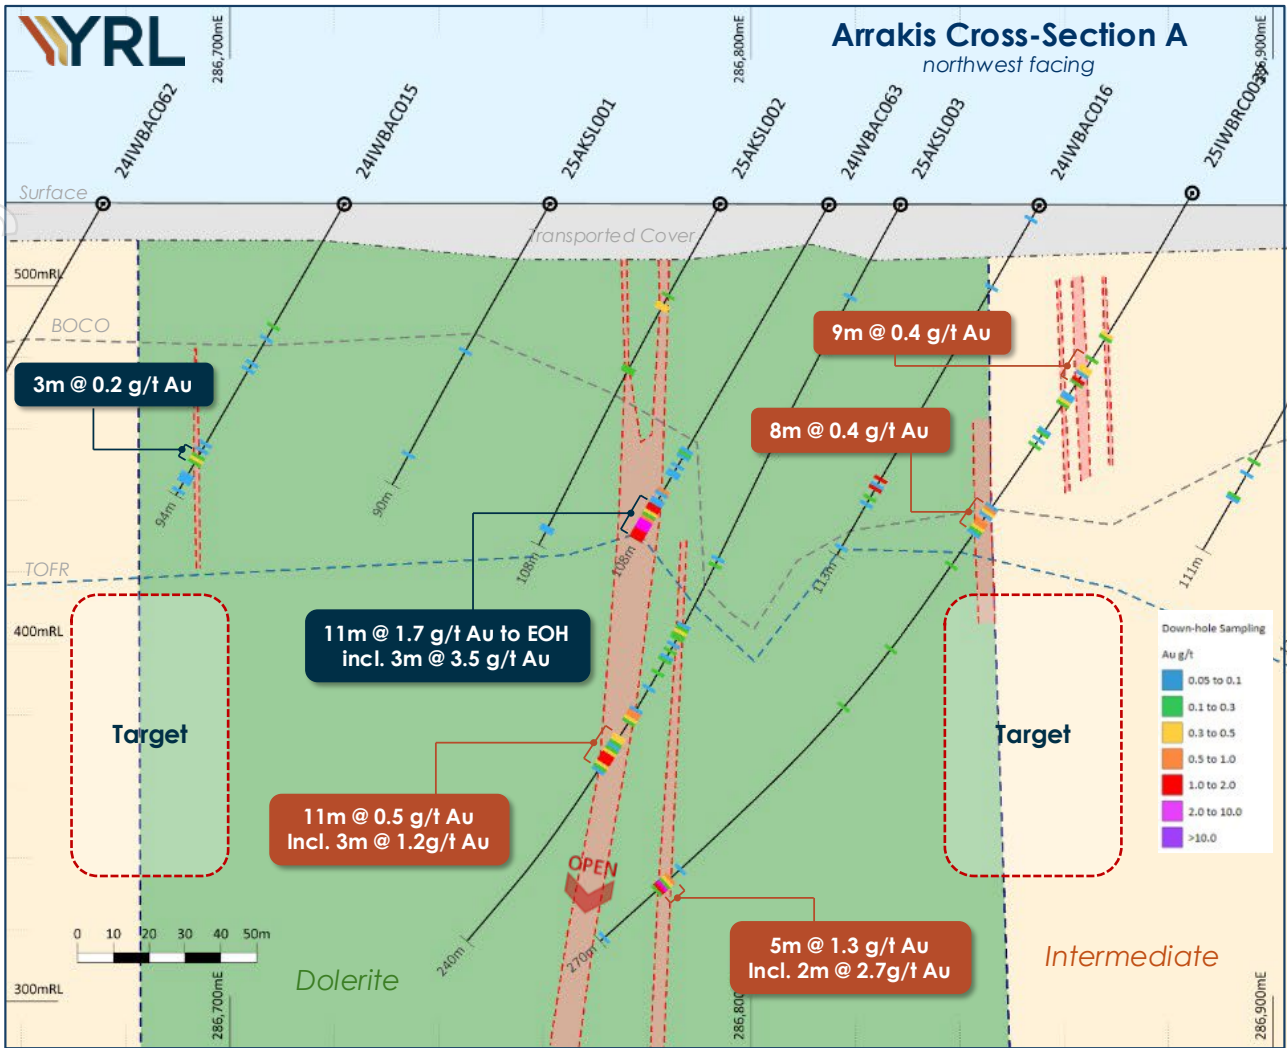 YRL
Arrakis Cross-Section A
northwest facing
286,700mE
286,800mE
286,900mE
24IWBAC062
24IWBAC015
25AKSL001
25AKSL002
24IWBAC063
25AKSL003
24IWBAC016
Surface
Transported Cover
500mRL
BOCO
9m @ 0.4 g/t Au
3m @ 0.2 g/t Au
8m @ 0.4 g/t Au
94m
90m
108m
108m
113m
111m
TOFR
11m @ 1.7 g/t Au to EOH
incl. 3m @ 3.5 g/t Au
400mRL
Down-hole Sampling
Au g/t
0.05 to 0.1
0.1 to 0.3
0.3 to 0.5
0.5 to 1.0
1.0 to 2.0
2.0 to 10.0
>10.0
Target
Target
11m @ 0.5 g/t Au
Incl. 3m @ 1.2g/t Au
OPEN
0 10 20 30 40 50m
240m
270m
5m @ 1.3 g/t Au
Incl. 2m @ 2.7g/t Au
Dolerite
Intermediate
300mRL
286,700mE
286,900mE